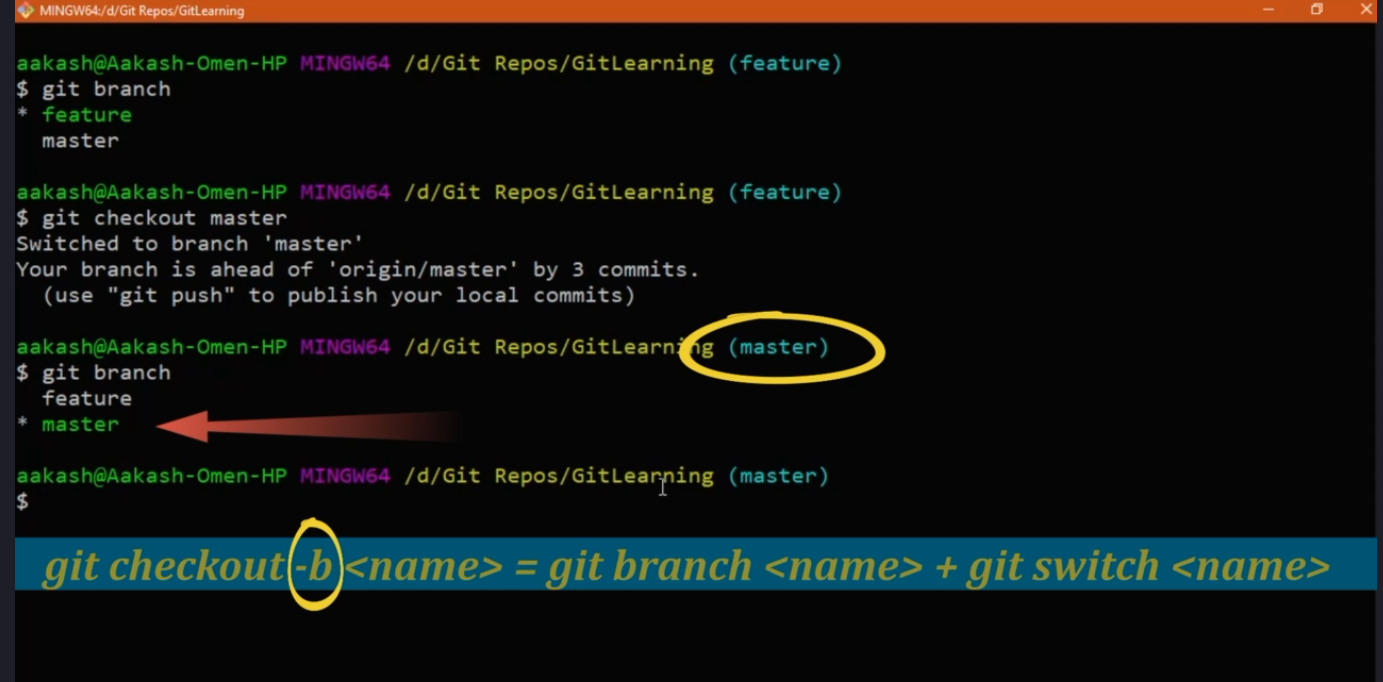 MINGW64:/d/Git Repos/GitLearning
aakash@Aakash-Omen-HP MINGW64 /d/Git Repos/GitLearning (feature)
$ git branch
* feature
  master
aakash@Aakash-Omen-HP MINGW64 /d/Git Repos/GitLearning (feature)
$ git checkout master
Switched to branch 'master'
Your branch is ahead of 'origin/master' by 3 commits.
  (use "git push" to publish your local commits)
aakash@Aakash-Omen-HP MINGW64 /d/Git Repos/GitLearning (master)
$ git branch
  feature
* master
aakash@Aakash-Omen-HP MINGW64 /d/Git Repos/GitLearning (master)
$
git checkout -b <name> = git branch <name> + git switch <name>